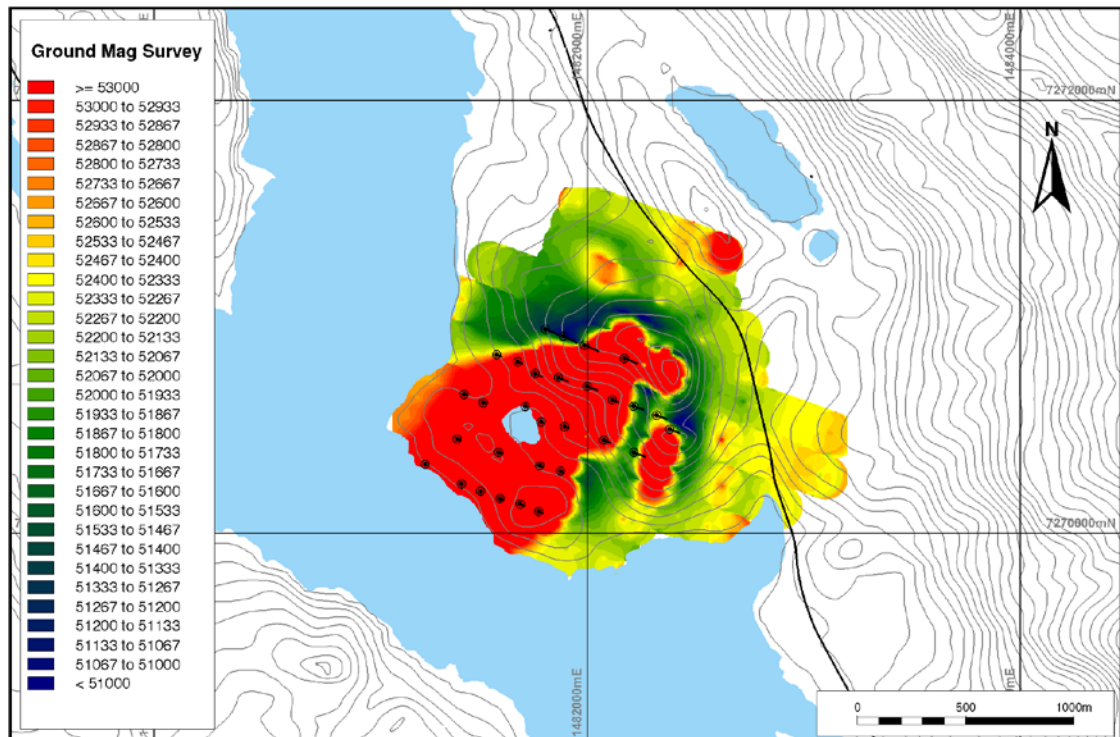 Ground Mag Survey
>= 53000
53000 to 52933
52933 to 52867
52867 to 52800
52800 to 52733
52733 to 52667
52667 to 52600
52600 to 52533
52533 to 52467
52467 to 52400
52400 to 52333
52333 to 52267
52267 to 52200
52200 to 52133
52133 to 52067
52067 to 52000
52000 to 51933
51933 to 51867
51867 to 51800
51800 to 51733
51733 to 51667
51667 to 51600
51600 to 51533
51533 to 51467
51467 to 51400
51400 to 51333
51333 to 51267
51267 to 51200
51200 to 51133
51133 to 51067
51067 to 51000
< 51000
1482000mE
1484000mE
7272000mN
N
7270000mN
1482000mE
0 500 1000m